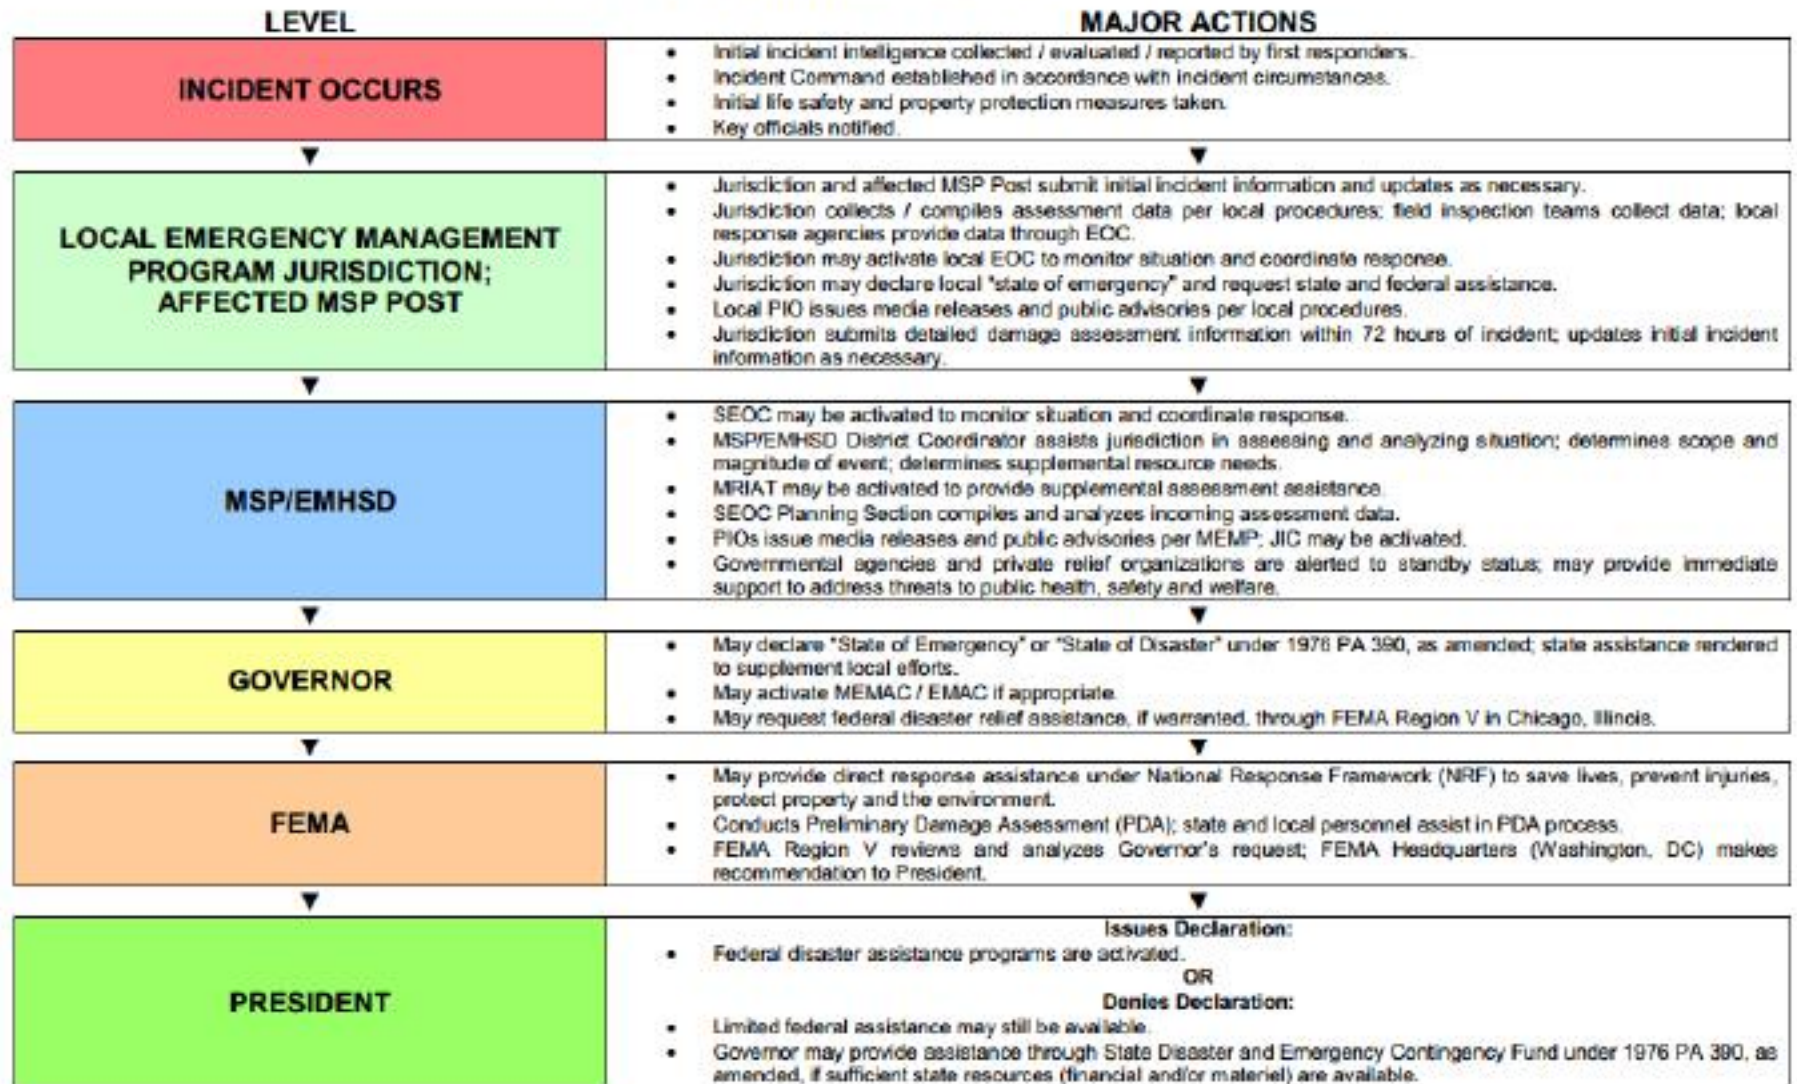 LEVEL
MAJOR ACTIONS
INCIDENT OCCURS
• Initial incident intelligence collected / evaluated / reported by first responders.
• Incident Command established in accordance with incident circumstances.
• Initial life safety and property protection measures taken.
• Key officials notified.
LOCAL EMERGENCY MANAGEMENT
PROGRAM JURISDICTION;
AFFECTED MSP POST
• Jurisdiction and affected MSP Post submit initial incident information and updates as necessary.
• Jurisdiction collects / compiles assessment data per local procedures; field inspection teams collect data; local
response agencies provide data through EOC.
• Jurisdiction may activate local EOC to monitor situation and coordinate response.
• Jurisdiction may declare local "state of emergency" and request state and federal assistance.
• Local PIO issues media releases and public advisories per local procedures.
• Jurisdiction submits detailed damage assessment information within 72 hours of incident; updates initial incident
information as necessary.
MSP/EMHSD
• SEOC may be activated to monitor situation and coordinate response.
• MSP/EMHSD District Coordinator assists jurisdiction in assessing and analyzing situation; determines scope and
magnitude of event; determines supplemental resource needs.
• MRIAT may be activated to provide supplemental assessment assistance.
• SEOC Planning Section compiles and analyzes incoming assessment data.
• PIOs issue media releases and public advisories per MEMP; JIC may be activated.
• Governmental agencies and private relief organizations are alerted to standby status; may provide immediate
support to address threats to public health, safety and welfare.
GOVERNOR
• May declare "State of Emergency" or "State of Disaster" under 1976 PA 390, as amended; state assistance rendered
to supplement local efforts.
• May activate MEMAC / EMAC if appropriate.
• May request federal disaster relief assistance, if warranted, through FEMA Region V in Chicago, Illinois.
FEMA
• May provide direct response assistance under National Response Framework (NRF) to save lives, prevent injuries,
protect property and the environment.
• Conducts Preliminary Damage Assessment (PDA); state and local personnel assist in PDA process.
• FEMA Region V reviews and analyzes Governor's request; FEMA Headquarters (Washington, DC) makes
recommendation to President.
PRESIDENT
Issues Declaration:
• Federal disaster assistance programs are activated.
OR
Denies Declaration:
• Limited federal assistance may still be available.
• Governor may provide assistance through State Disaster and Emergency Contingency Fund under 1976 PA 390, as
amended, if sufficient state resources (financial and/or materiel) are available.